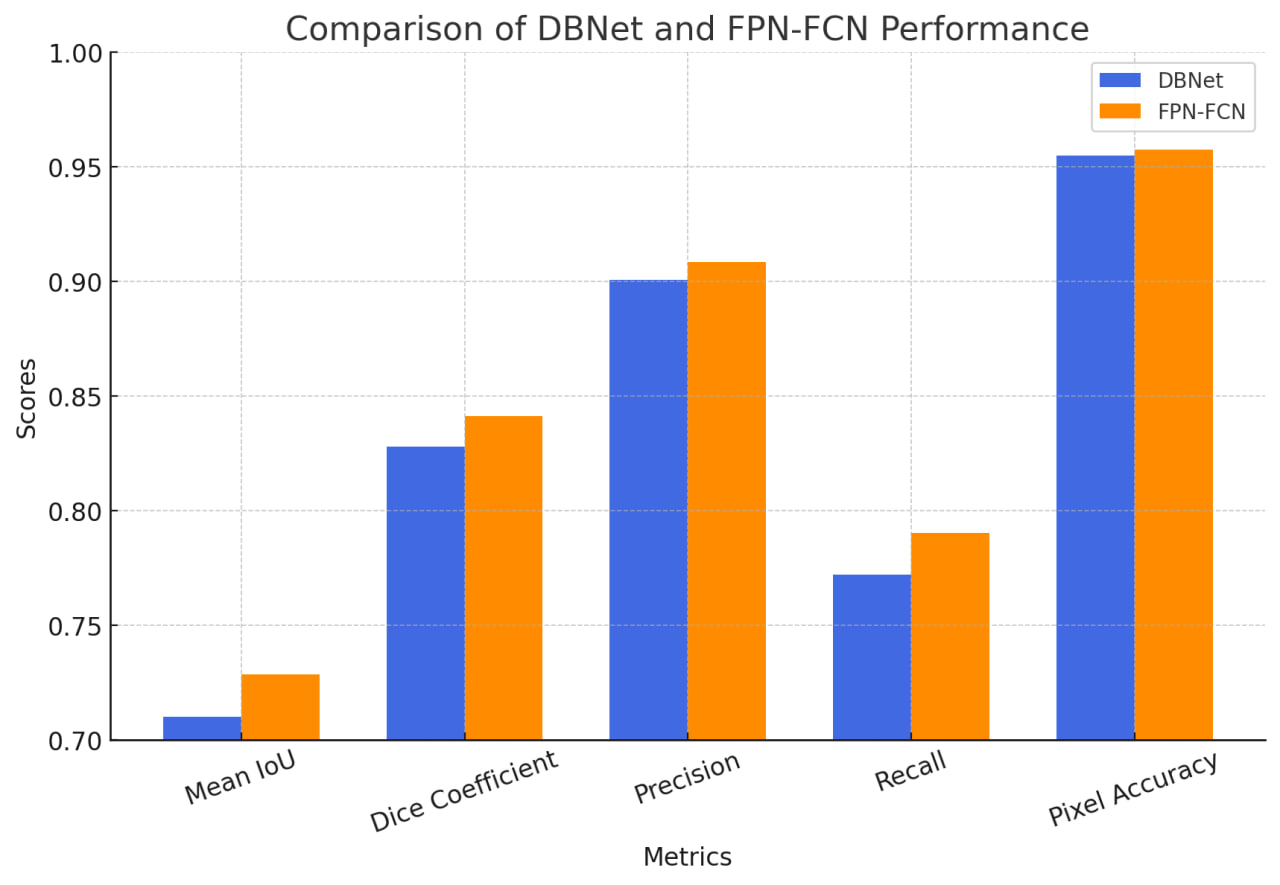 Comparison of DBNet and FPN-FCN Performance
DBNet
FPN-FCN
1.00
0.95
0.90
0.85
0.80
0.75
0.70
Scores
Mean IoU
Dice Coefficient
Precision
Recall
Pixel Accuracy
Metrics